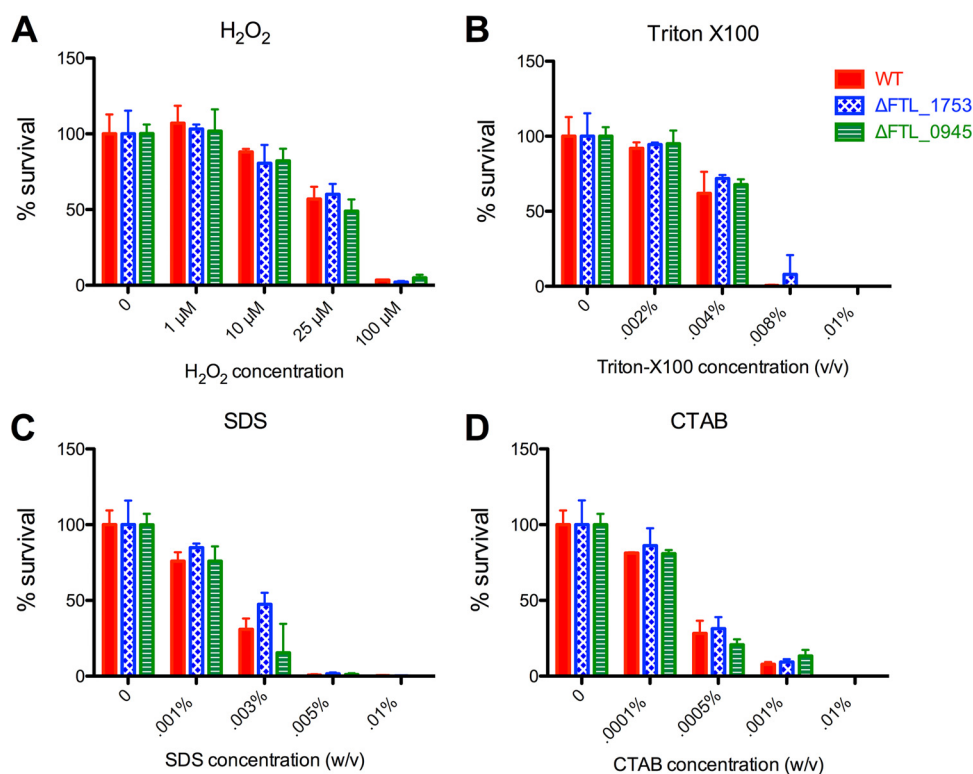 A
H2O2
% survival
150
100
50
0
0
1 µM
10 µM
25 µM
100 µM
H2O2 concentration
B
Triton X100
% survival
150
100
50
0
0
.002%
.004%
.008%
.01%
Triton-X100 concentration (v/v)
WT
ΔFTL_1753
ΔFTL_0945
C
SDS
% survival
150
100
50
0
0
.001%
.003%
.005%
.01%
SDS concentration (w/v)
D
CTAB
% survival
150
100
50
0
0
.0001%
.0005%
.001%
.01%
CTAB concentration (w/v)